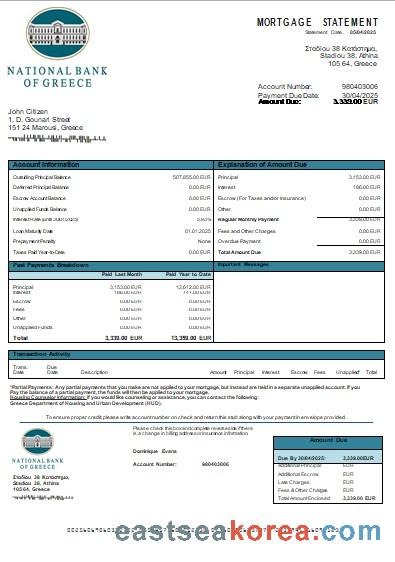 MORTGAGE STATEMENT
Statement Date. 05/04/2025
NATIONAL BANK
OF GREECE
Σταδίου 38 Κατάστημα,
Stadiou 38, Athina
105 64, Greece
Account Number: 980403006
Payment Due Date: 30/04/2025
Amount Due: 3,339.00 EUR
John Citizen
1, D. Gounari Street
151 24 Marousi, Greece
Account Information
Outstanding Principal Balance 507,855.00 EUR
Deferred Principal Balance 0.00 EUR
Escrow Account Balance 0.00 EUR
Unapplied Funds Balance 0.00 EUR
Interest Rate
Loan Maturity Date 01.01.2025
Prepayment Penalty None
Taxes Paid Year-to-Date 0.00 EUR
Explanation of Amount Due
Principal 3,153.00 EUR
Interest 186.00 EUR
Escrow (For Taxes and/or Insurance) 0.00 EUR
Other 0.00 EUR
Regular Monthly Payment 3,339.00 EUR
Fees and Other Charges 0.00 EUR
Overdue Payment 0.00 EUR
Total Amount Due 3,339.00 EUR
Past Payments Breakdown
Paid Last Month Paid Year to Date
Principal 3,153.00 EUR 12,612.00 EUR
Interest 186.00 EUR 747.00 EUR
Escrow 0.00 EUR 0.00 EUR
Fees 0.00 EUR 0.00 EUR
Other 0.00 EUR 0.00 EUR
Unapplied Funds 0.00 EUR 0.00 EUR
Total 3,339.00 EUR 13,359.00 EUR
Important Messages
Transaction Activity
Trans. Date Due Date Description Amount Principal Interest Escrow Fees Unapplied* Total
*Partial Payments: Any partial payments that you make are not applied to your mortgage, but instead are held in a separate unapplied account. If you
Pay the balance of a partial payment, the funds will then be applied to your mortgage.
Housing Counselor Information: If you would like counseling or assistance, you can contact the following:
Greece Department of Housing and Urban Development (HUD).
To ensure proper credit, please write account number on check and return this stub along with your payment in envelope provided.
NATIONAL BANK
OF GREECE
Σταδίου 38 Κατάστημα,
Stadiou 38, Athina
105 64, Greece
Please check this box and complete reverse side if there
is a change in billing address or insurance information
Dominique Evans
Account Number: 980403006
Amount Due
Due By 30/04/2025: 3,339.00 EUR
Additional Principal EUR
Additional Escrow EUR
Late Charges EUR
Fees & Other Charges EUR
Total Amount Enclosed 3,339.00 EUR
eastseakorea.com